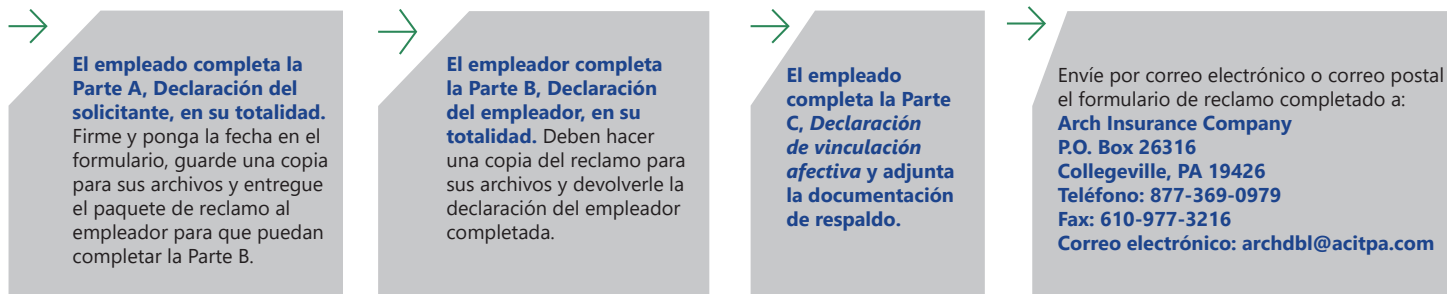 El empleado completa la
Parte A, Declaración del
solicitante, en su totalidad.
Firme y ponga la fecha en el
formulario, guarde una copia
para sus archivos y entregue
el paquete de reclamo al
empleador para que puedan
completar la Parte B.
El empleador completa
la Parte B, Declaración
del empleador, en su
totalidad. Deben hacer
una copia del reclamo para
sus archivos y devolverle la
declaración del empleador
completada.
El empleado
completa la Parte
C, Declaración
de vinculación
afectiva y adjunta
la documentación
de respaldo.
Envíe por correo electrónico o correo postal
el formulario de reclamo completado a:
Arch Insurance Company
P.O. Box 26316
Collegeville, PA 19426
Teléfono: 877-369-0979
Fax: 610-977-3216
Correo electrónico: archdbl@acitpa.com